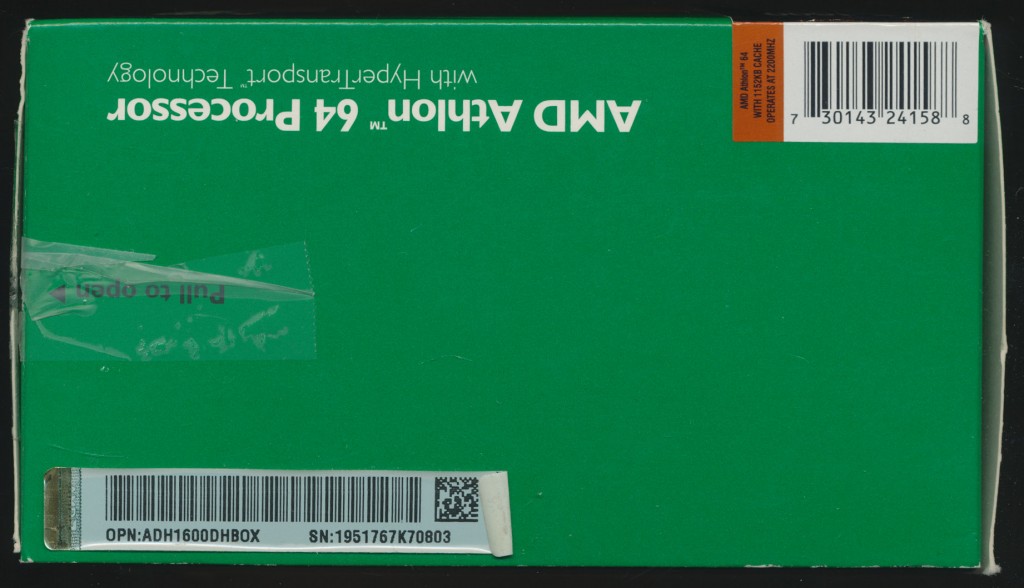 AMD Athlon™ 64 Processor
with HyperTransport™ Technology
AMD Athlon™ 64
WITH 1152KB CACHE
OPERATES AT 2200MHZ
7 30143 24158 8
Pull to open
OPN:ADH1600DHBOX SN:1951767K70803